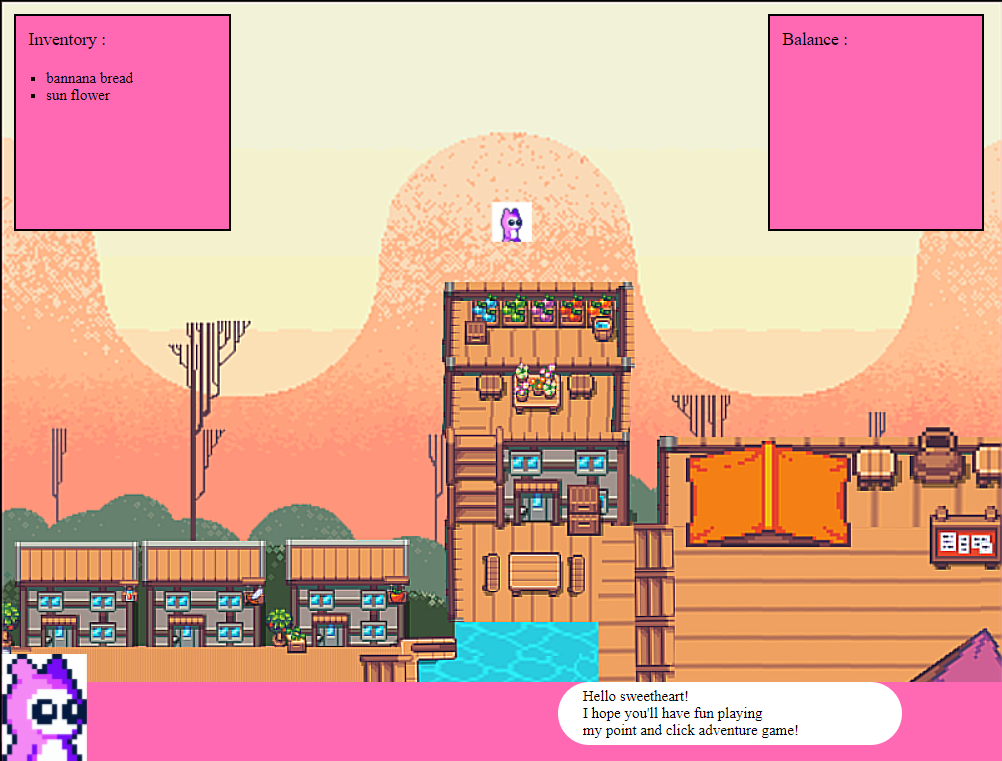 Inventory :
bannana bread
sun flower
Balance :
Hello sweetheart!
I hope you'll have fun playing
my point and click adventure game!